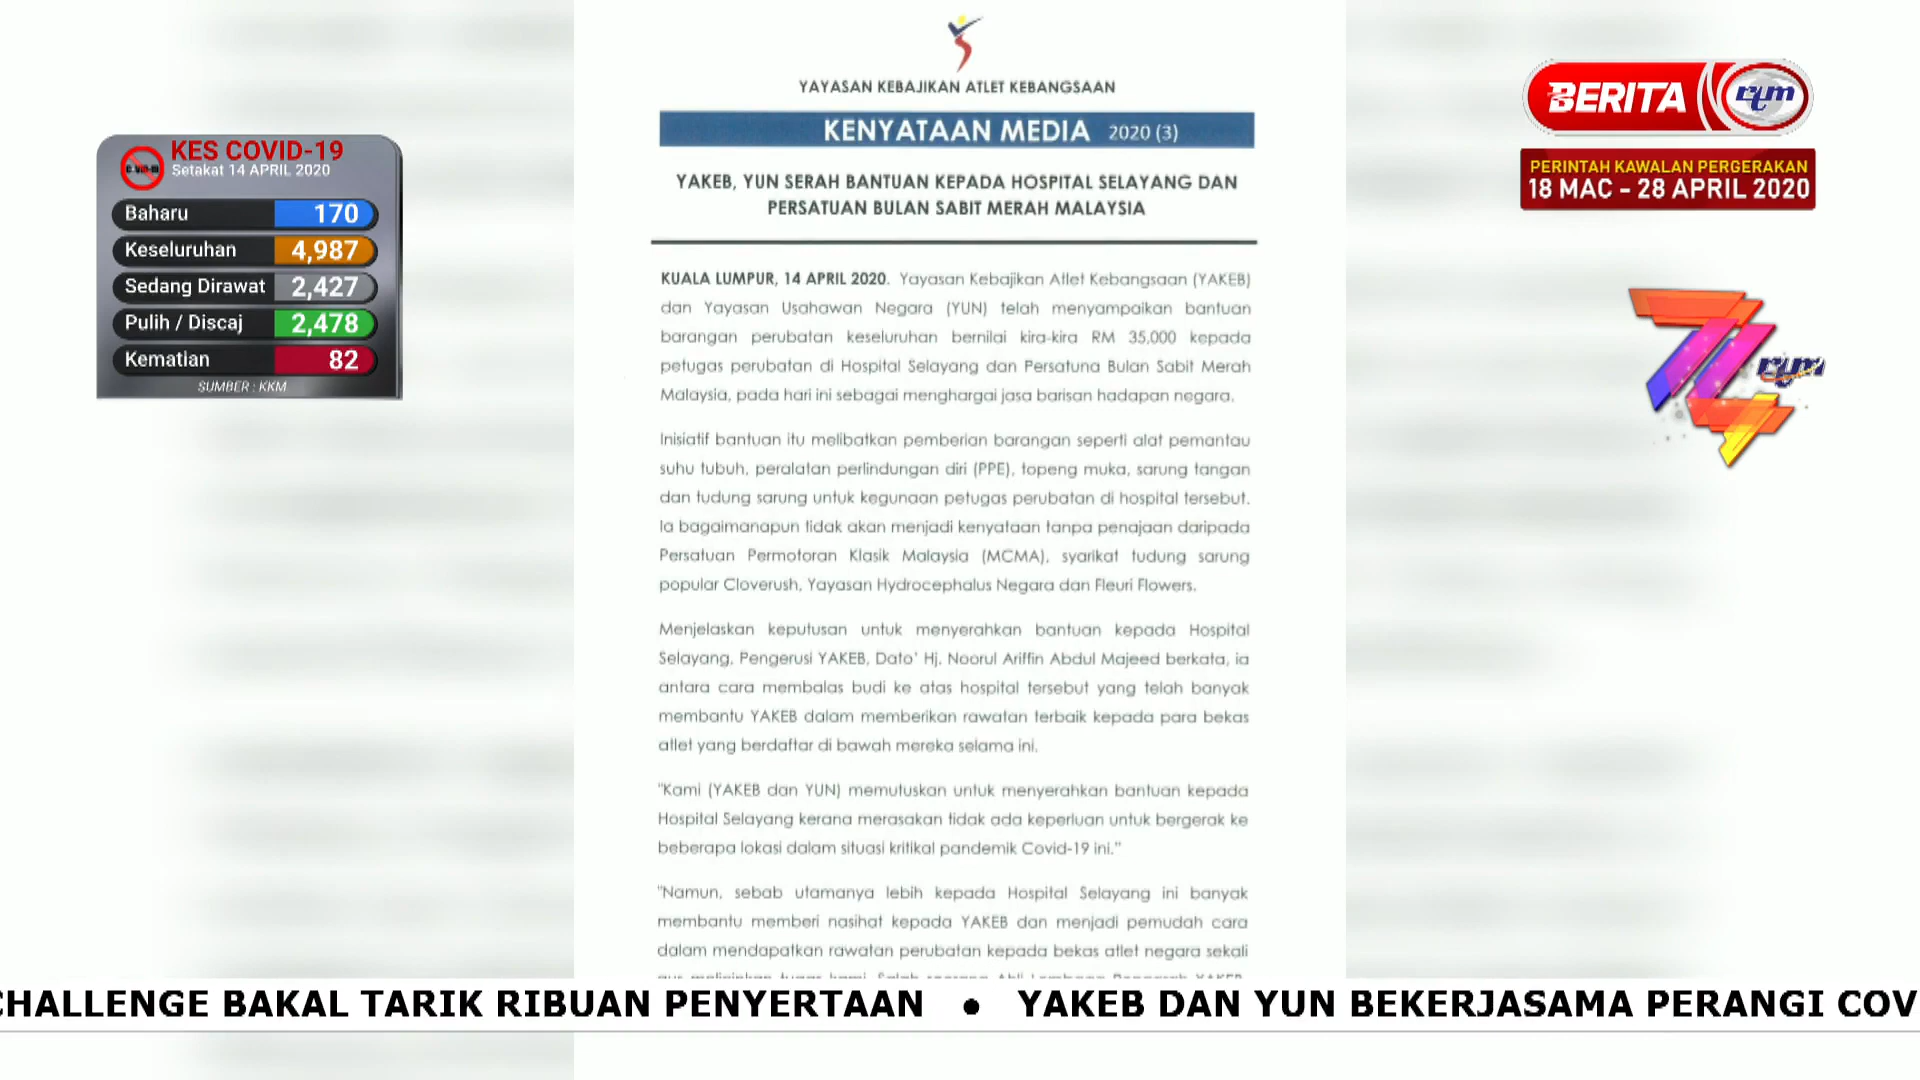 YAYASAN KEBAJIKAN ATLET KEBANGSAAN
KENYATAAN MEDIA 2020 (3)
YAKEB, YUN SERAH BANTUAN KEPADA HOSPITAL SELAYANG DAN
PERSATUAN BULAN SABIT MERAH MALAYSIA
KUALA LUMPUR, 14 APRIL 2020. Yayasan Kebajikan Atlet Kebangsaan (YAKEB)
dan Yayasan Usahawan Negara (YUN) telah menyampaikan bantuan
barangan perubatan keseluruhan bernilai kira-kira RM 35,000 kepada
petugas perubatan di Hospital Selayang dan Persatuna Bulan Sabit Merah
Malaysia, pada hari ini sebagai menghargai jasa barisan hadapan negara.
Inisiatif bantuan itu melibatkan pemberian barangan seperti alat pemantau
suhu tubuh, peralatan perlindungan diri (PPE), topeng muka, sarung tangan
dan tudung sarung untuk kegunaan petugas perubatan di hospital tersebut.
Ia bagaimanapun tidak akan menjadi kenyataan tanpa penajaan daripada
Persatuan Permotoran Klasik Malaysia (MCMA), syarikat tudung sarung
popular Cloverush, Yayasan Hydrocephalus Negara dan Fleuri Flowers.
Menjelaskan keputusan untuk menyerahkan bantuan kepada Hospital
Selayang, Pengerusi YAKEB, Dato' Hj. Noorul Ariffin Abdul Majeed berkata, ia
antara cara membalas budi ke atas hospital tersebut yang telah banyak
membantu YAKEB dalam memberikan rawatan terbaik kepada para bekas
atlet yang berdaftar di bawah mereka selama ini.
"Kami (YAKEB dan YUN) memutuskan untuk menyerahkan bantuan kepada
Hospital Selayang kerana merasakan tidak ada keperluan untuk bergerak ke
beberapa lokasi dalam situasi kritikal pandemik Covid-19 ini."
"Namun, sebab utamanya lebih kepada Hospital Selayang ini banyak
membantu memberi nasihat kepada YAKEB dan menjadi pemudah cara
dalam mendapatkan rawatan perubatan kepada bekas atlet negara sekali
KES COVID-19
Setakat 14 APRIL 2020
Baharu 170
Keseluruhan 4,987
Sedang Dirawat 2,427
Pulih / Discaj 2,478
Kematian 82
SUMBER : KKM
BERITA rtm
PERINTAH KAWALAN PERGERAKAN
18 MAC - 28 APRIL 2020
74 rtm
CHALLENGE BAKAL TARIK RIBUAN PENYERTAAN • YAKEB DAN YUN BEKERJASAMA PERANGI COV